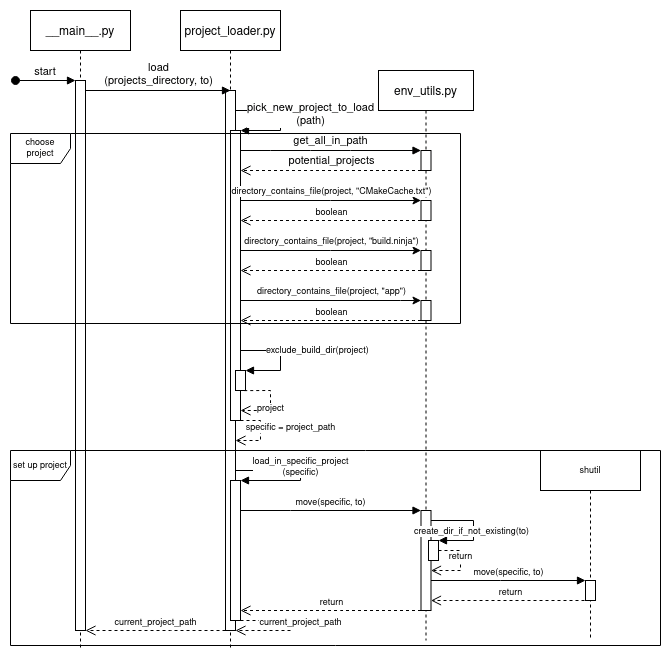 __main__.py
project_loader.py
start
load
(projects_directory, to)
env_utils.py
pick_new_project_to_load
(path)
choose
project
get_all_in_path
potential_projects
directory_contains_file(project, "CMakeCache.txt")
boolean
directory_contains_file(project, "build.ninja")
boolean
directory_contains_file(project, "app")
boolean
exclude_build_dir(project)
project
specific = project_path
set up project
load_in_specific_project
(specific)
shutil
move(specific, to)
create_dir_if_not_existing(to)
return
move(specific, to)
return
return
current_project_path
current_project_path